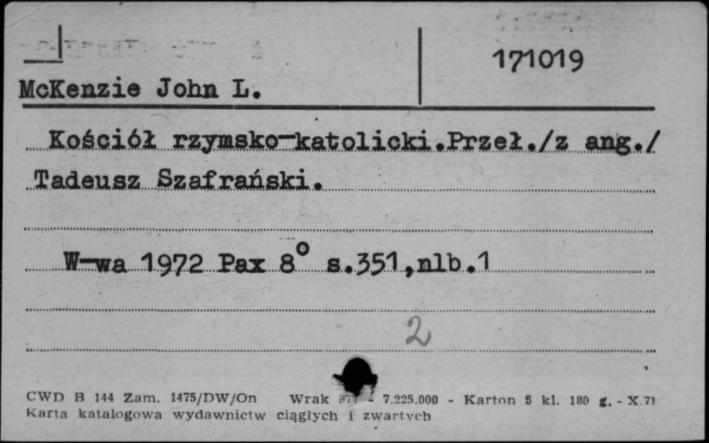 171019
McKenzie John L.
Kościół rzymsko-katolicki.Przeł./z ang./
Tadeusz Szafrański.
W-wa 1972 Pax 8° s.351,nlb.1
2
CWD B 144 Zam. 1475/DW/On Wrak - 7.225.000 - Karton 5 kl. 180 g. - X.71
Karta katalogowa wydawnictw ciągłych i zwartych